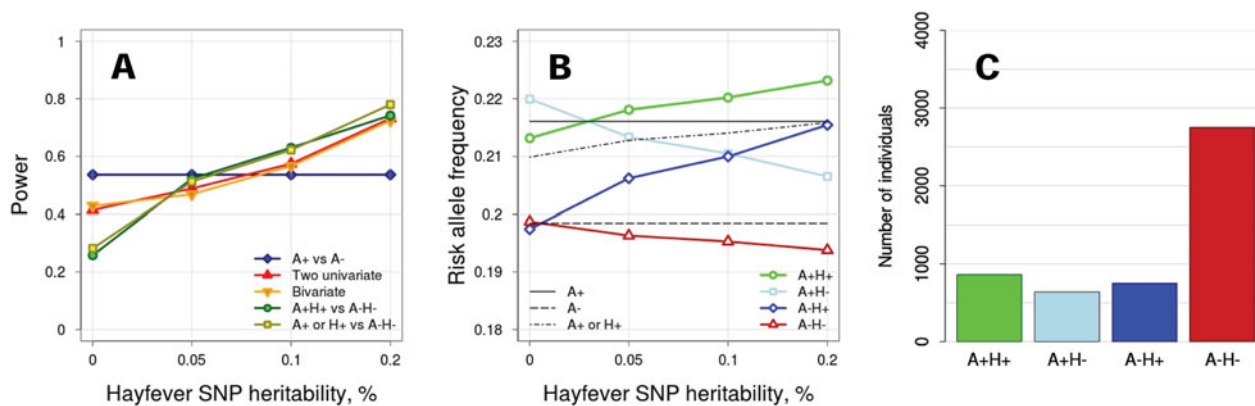 A
Power
1
0.8
0.6
0.4
0.2
0
0
0.05
0.1
0.2
Hayfever SNP heritability, %
A+ vs A-
Two univariate
Bivariate
A+H+ vs A-H-
A+ or H+ vs A-H-
B
Risk allele frequency
0.23
0.22
0.21
0.2
0.19
0.18
0
0.05
0.1
0.2
Hayfever SNP heritability, %
A+
A-
A+ or H+
A+H+
A+H-
A-H+
A-H-
C
Number of individuals
4000
3000
2000
1000
0
A+H+
A+H-
A-H+
A-H-